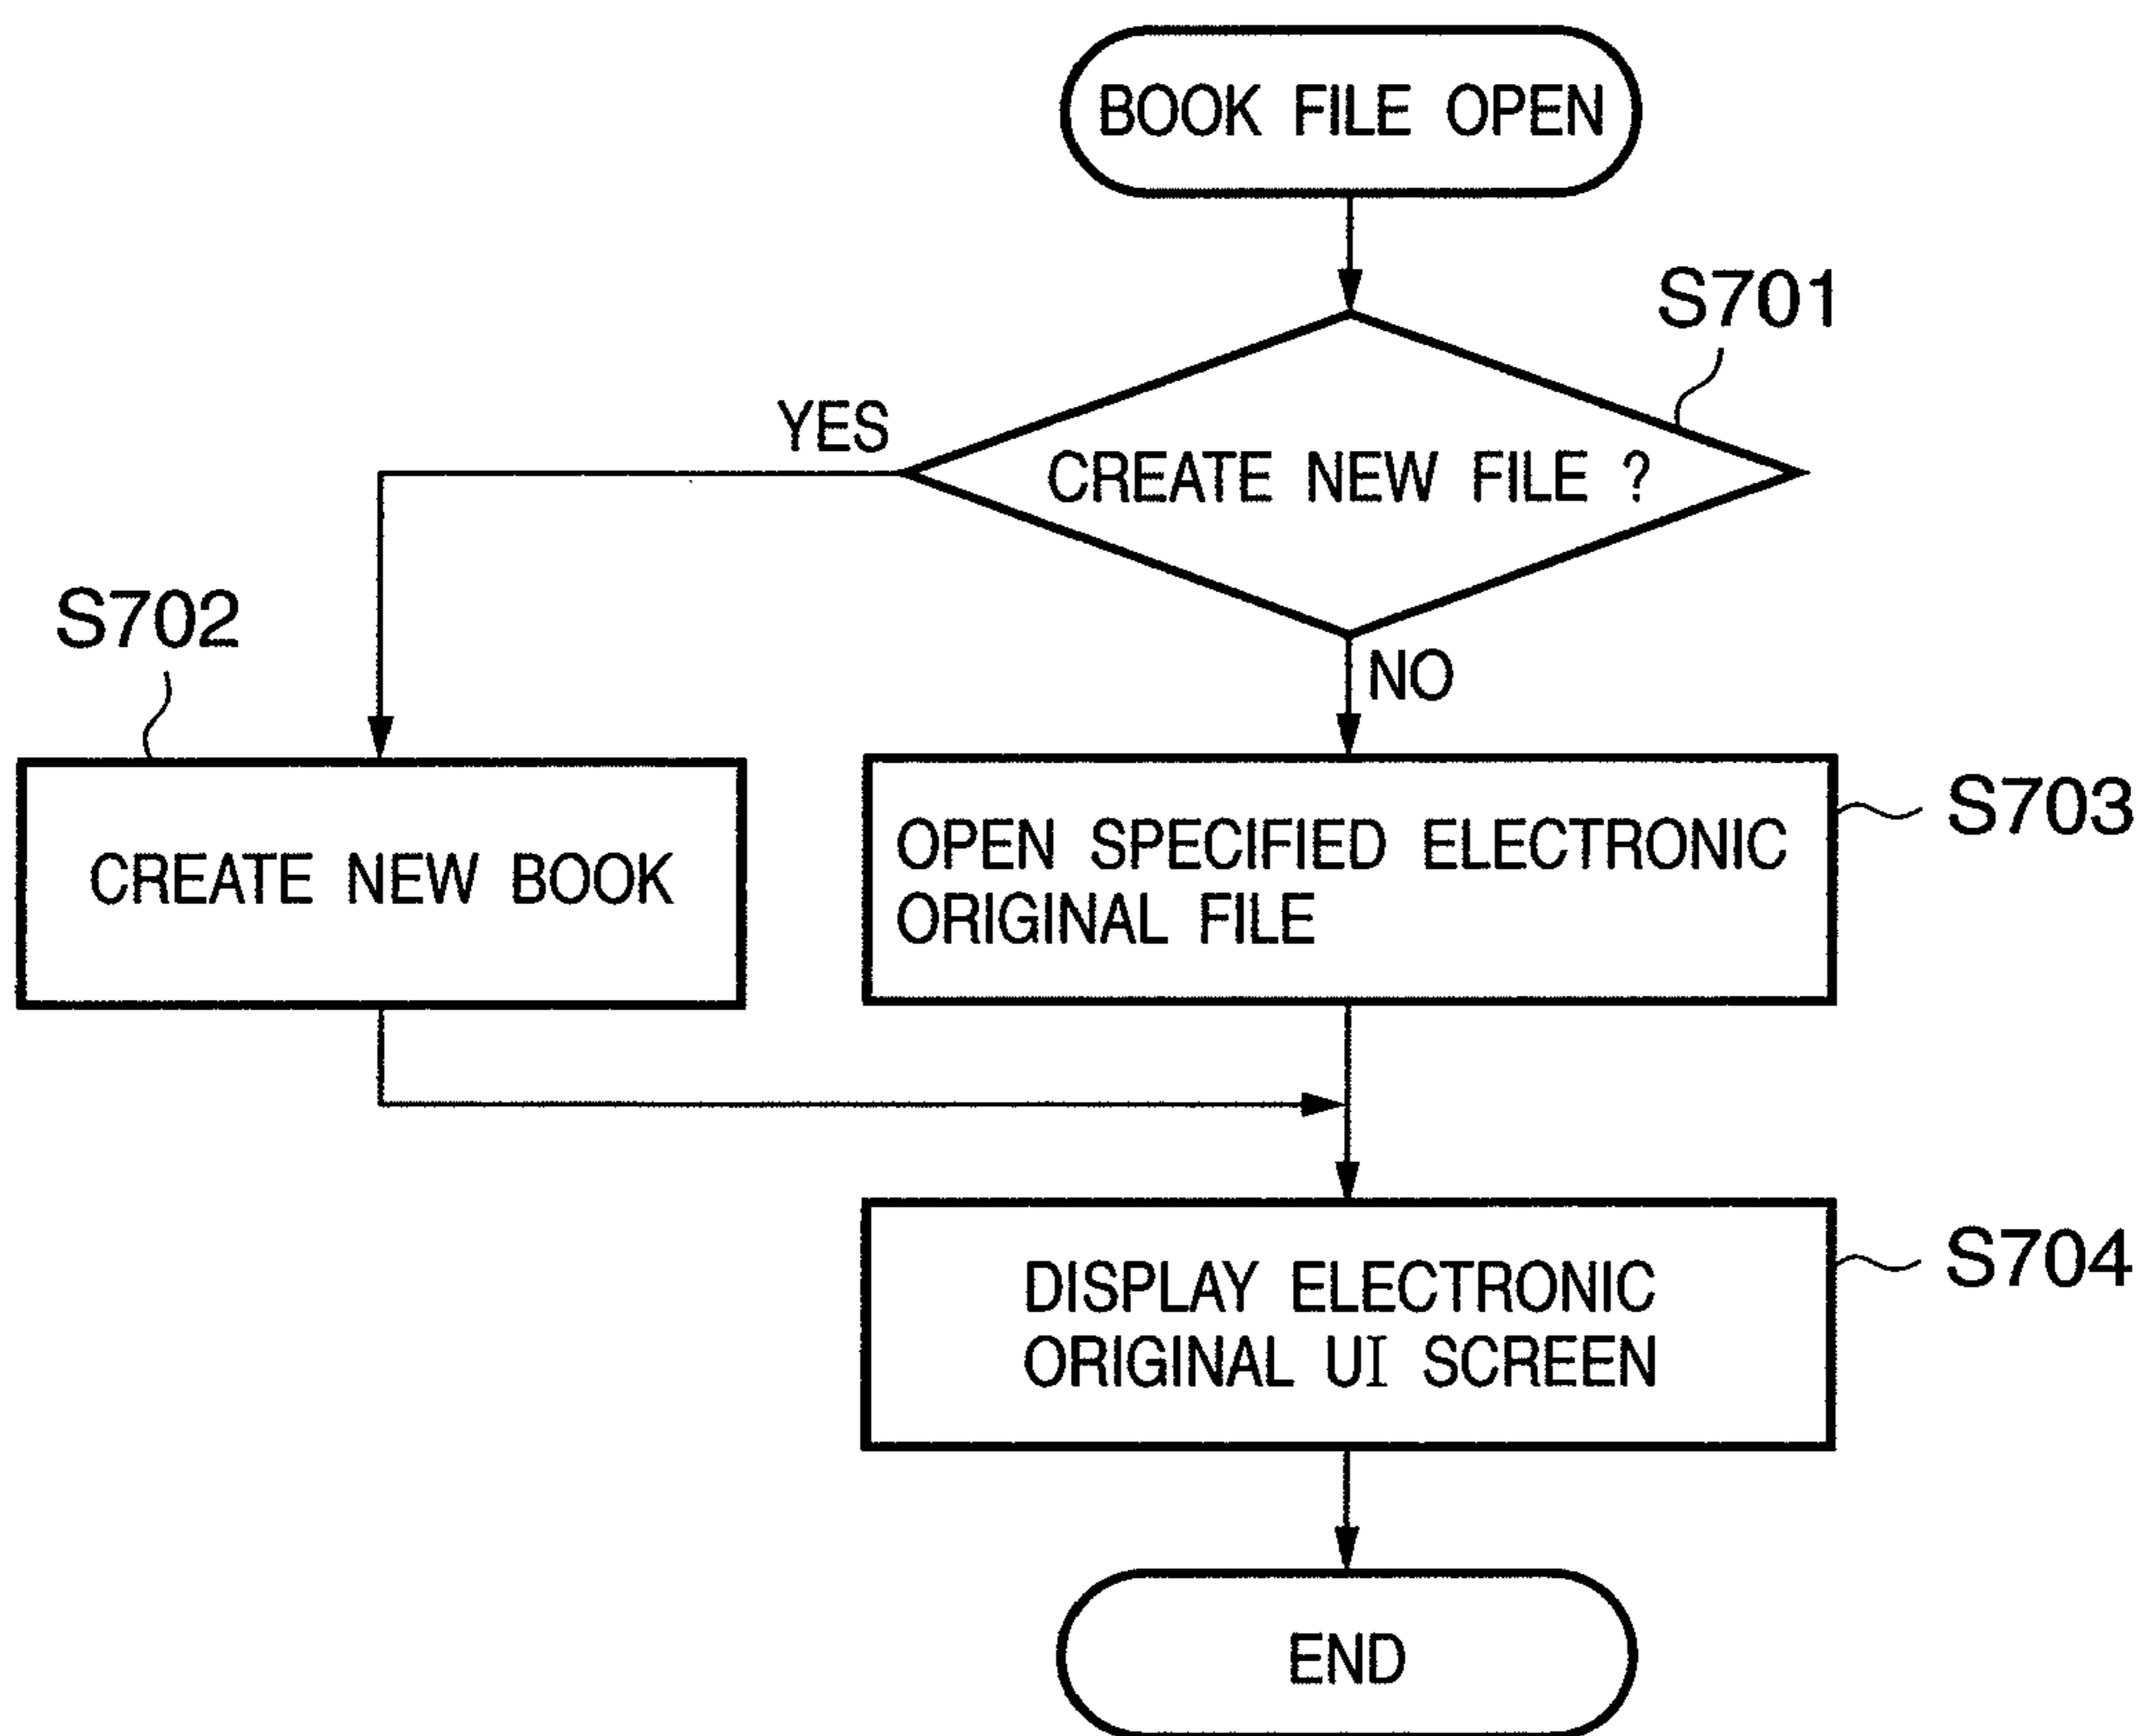 BOOK FILE OPEN
S701
YES
CREATE NEW FILE ?
S702
NO
CREATE NEW BOOK
OPEN SPECIFIED ELECTRONIC
ORIGINAL FILE
S703
DISPLAY ELECTRONIC
ORIGINAL UI SCREEN
S704
END